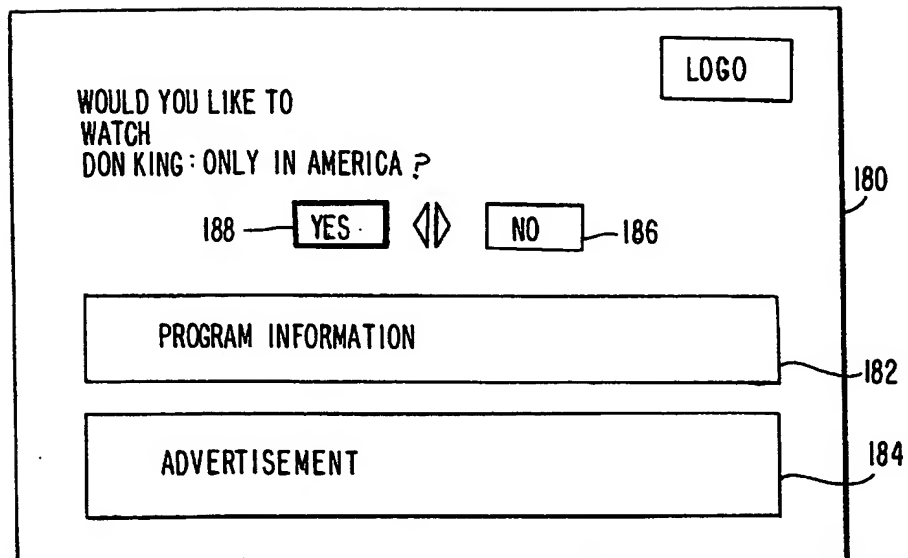 LOGO
WOULD YOU LIKE TO
WATCH
DON KING: ONLY IN AMERICA?
180
188
YES
NO
186
PROGRAM INFORMATION
182
ADVERTISEMENT
184